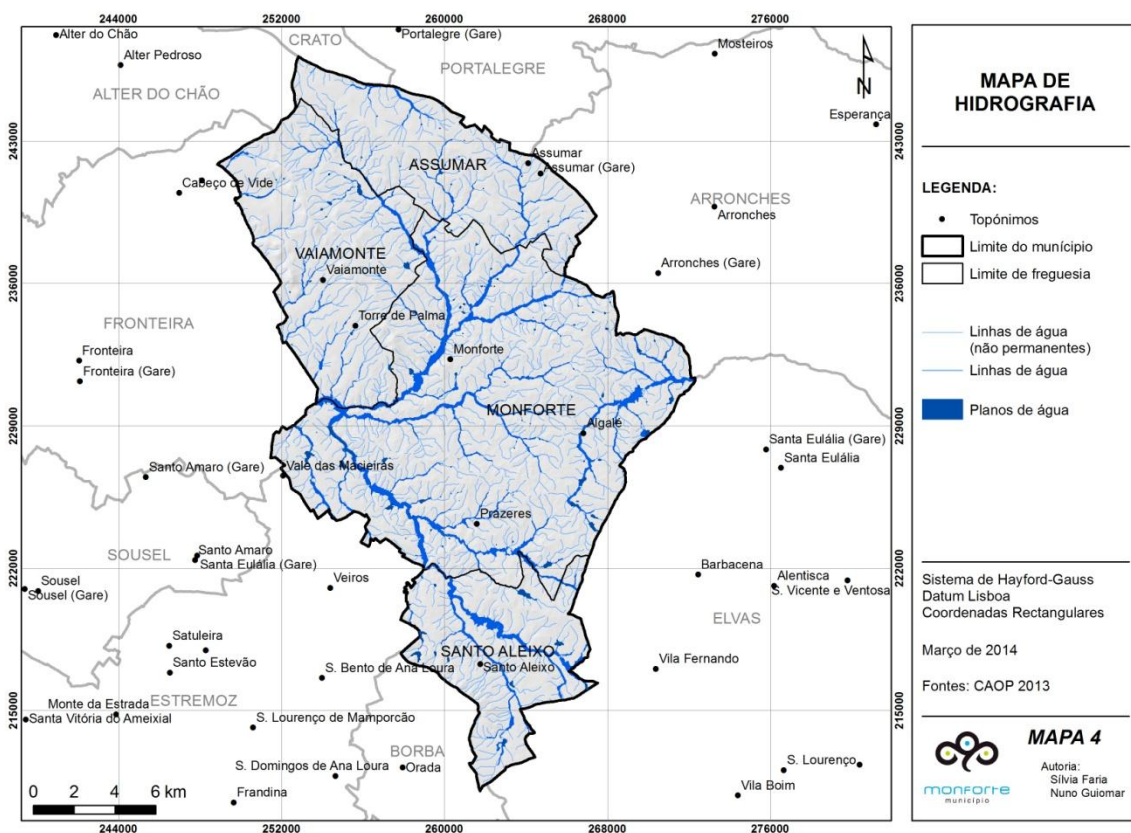 244000
252000
260000
268000
276000
Alter do Chão
CRATO
Portalegre (Gare)
Mosteiros
Alter Pedroso
PORTALEGRE
N
ALTER DO CHÃO
Esperança
243000
243000
Assumar
ASSUMAR
Assumar (Gare)
Cabeço de Vide
ARRONCHES
Arronches
VAIAMONTE
Vaiamonte
Arronches (Gare)
236000
236000
Torre de Palma
FRONTEIRA
Fronteira
Monforte
Fronteira (Gare)
MONFORTE
229000
229000
Algalé
Santa Eulália (Gare)
Santa Eulália
Santo Amaro (Gare)
Vale das Macieiras
Prazeres
SOUSEL
Santo Amaro
Santa Eulália (Gare)
222000
222000
Sousel
Sousel (Gare)
Veiros
Barbacena
Alentisca
S. Vicente e Ventosa
ELVAS
Satuleira
Santo Estevão
SANTO ALEIXO
Santo Aleixo
S. Bento de Ana Loura
Vila Fernando
ESTREMOZ
Monte da Estrada
Santa Vitória do Ameixial
215000
215000
S. Lourenço de Mamporcão
BORBA
Orada
S. Domingos de Ana Loura
S. Lourenço
Frandina
Vila Boim
0 2 4 6 km
244000
252000
260000
268000
276000
MAPA DE
HIDROGRAFIA
LEGENDA:
Topónimos
Limite do múnicipio
Limite de freguesia
Linhas de água
(não permanentes)
Linhas de água
Planos de água
Sistema de Hayford-Gauss
Datum Lisboa
Coordenadas Rectangulares
Março de 2014
Fontes: CAOP 2013
monforte
município
MAPA 4
Autoria:
Sílvia Faria
Nuno Guiomar